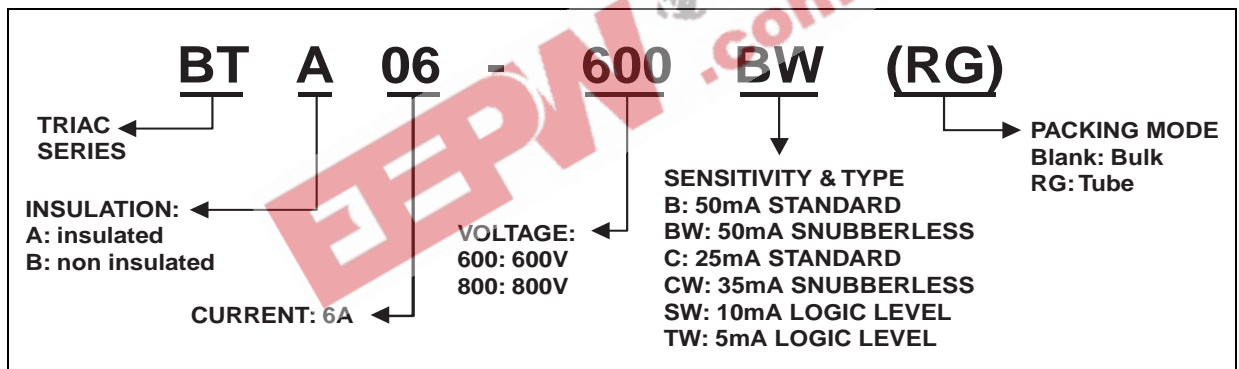 BT A 06 - 600 BW (RG)
TRIAC
SERIES
INSULATION:
A: insulated
B: non insulated
CURRENT: 6A
VOLTAGE:
600: 600V
800: 800V
SENSITIVITY & TYPE
B: 50mA STANDARD
BW: 50mA SNUBBERLESS
C: 25mA STANDARD
CW: 35mA SNUBBERLESS
SW: 10mA LOGIC LEVEL
TW: 5mA LOGIC LEVEL
PACKING MODE
Blank: Bulk
RG: Tube
EEPW .com